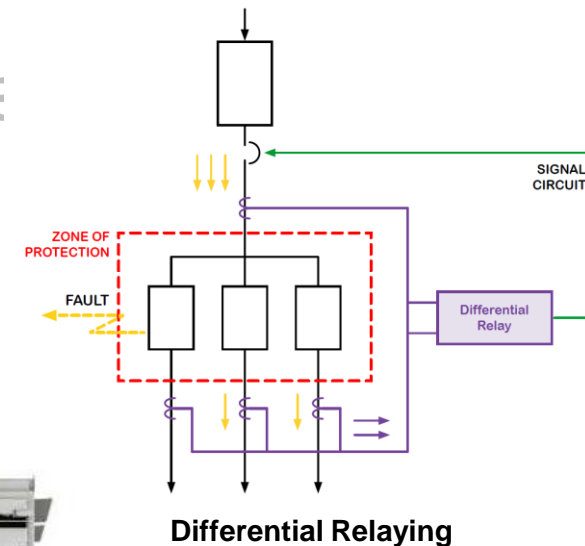 SIGNAL
CIRCUIT
ZONE OF
PROTECTION
FAULT
Differential
Relay
Differential Relaying